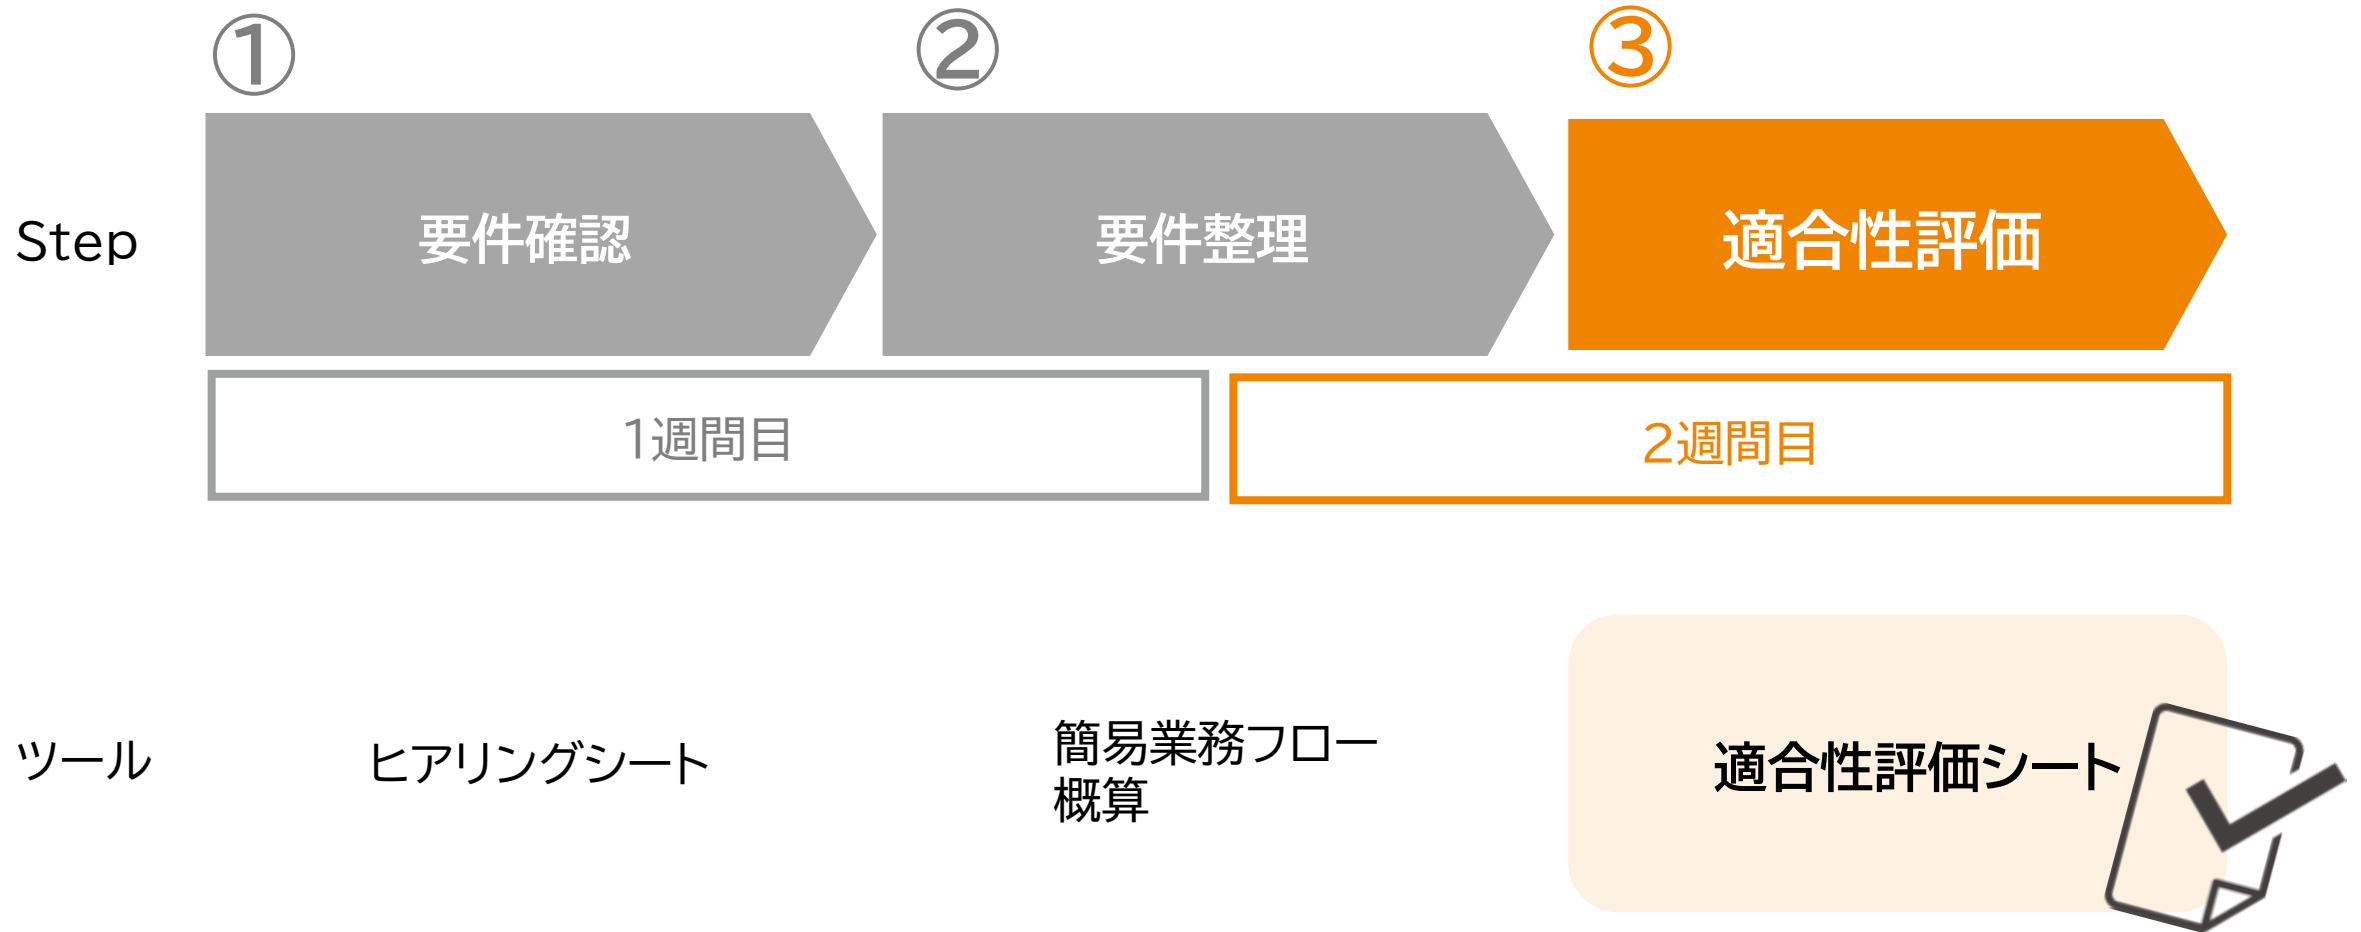 ① ② ③
Step 要件確認 要件整理 適合性評価
1週間目 2週間目
ツール ヒアリングシート 簡易業務フロー
概算
適合性評価シート